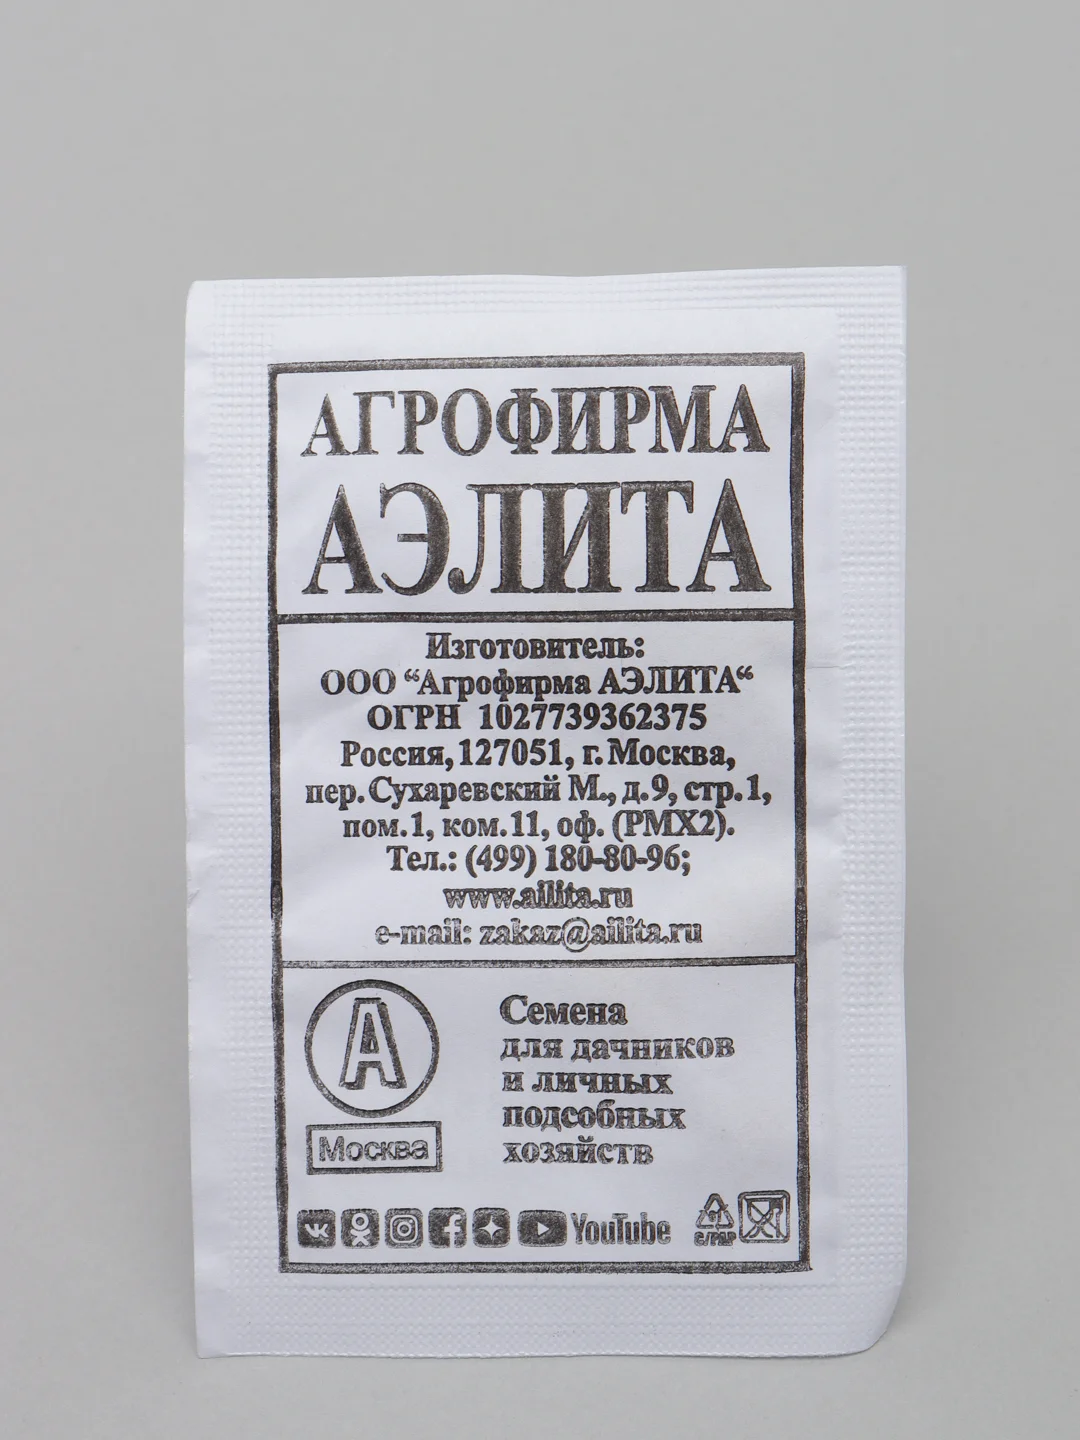 АГРОФИРМА
АЭЛИТА
Изготовитель:
ООО “Агрофирма АЭЛИТА“
ОГРН 1027739362375
Россия, 127051, г. Москва,
пер. Сухаревский М., д. 9, стр. 1,
пом. 1, ком. 11, оф. (РМХ2).
Тел.: (499) 180-80-96;
www.ailita.ru
e-mail: zakaz@ailita.ru
А
Москва
Семена
для дачников
и личных
подсобных
хозяйств
YouTube
C/PAP